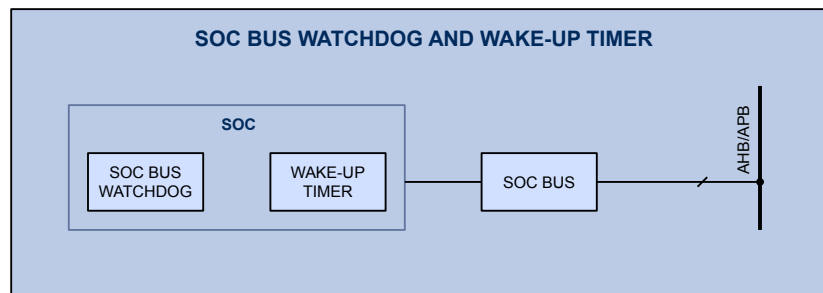 SOC BUS WATCHDOG AND WAKE-UP TIMER
SOC
SOC BUS
WATCHDOG
WAKE-UP
TIMER
SOC BUS
AHB/APB